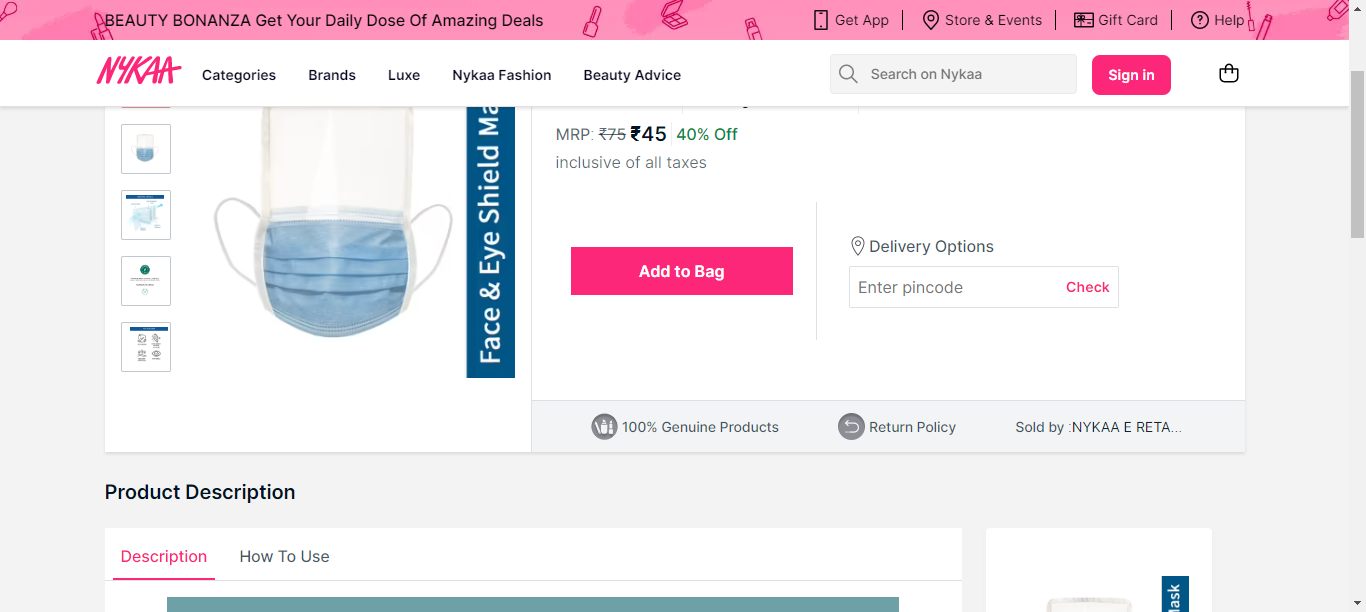 BEAUTY BONANZA Get Your Daily Dose Of Amazing Deals
Get App
Store & Events
Gift Card
Help
NYKAA
Categories
Brands
Luxe
Nykaa Fashion
Beauty Advice
Search on Nykaa
Sign in
Face & Eye Shield Ma
MRP: ₹75 ₹45 40% Off
inclusive of all taxes
Add to Bag
Delivery Options
Enter pincode
Check
100% Genuine Products
Return Policy
Sold by :NYKAA E RETA...
Product Description
Description
How To Use
Mask